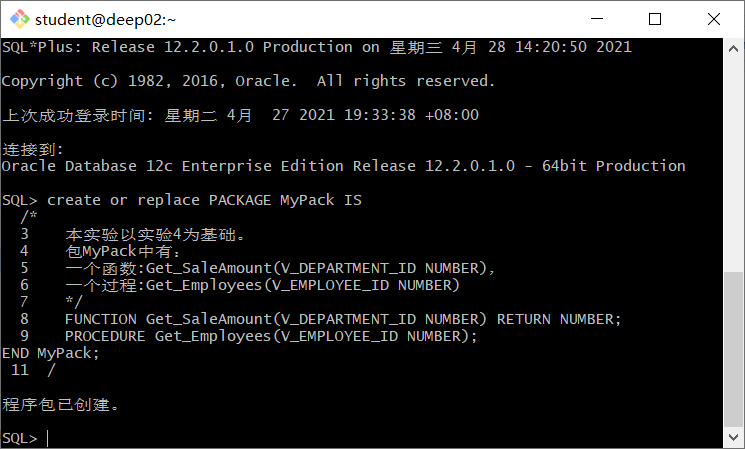 student@deep02:~
SQL*Plus: Release 12.2.0.1.0 Production on 星期三 4月 28 14:20:50 2021
Copyright (c) 1982, 2016, Oracle.  All rights reserved.
上次成功登录时间: 星期二 4月  27 2021 19:33:38 +08:00
连接到:
Oracle Database 12c Enterprise Edition Release 12.2.0.1.0 - 64bit Production
SQL> create or replace PACKAGE MyPack IS
  /*
  3    本实验以实验4为基础。
  4    包MyPack中有：
  5    一个函数:Get_SaleAmount(V_DEPARTMENT_ID NUMBER)，
  6    一个过程:Get_Employees(V_EMPLOYEE_ID NUMBER)
  7    */
  8    FUNCTION Get_SaleAmount(V_DEPARTMENT_ID NUMBER) RETURN NUMBER;
  9    PROCEDURE Get_Employees(V_EMPLOYEE_ID NUMBER);
END MyPack;
 11  /
程序包已创建。
SQL>